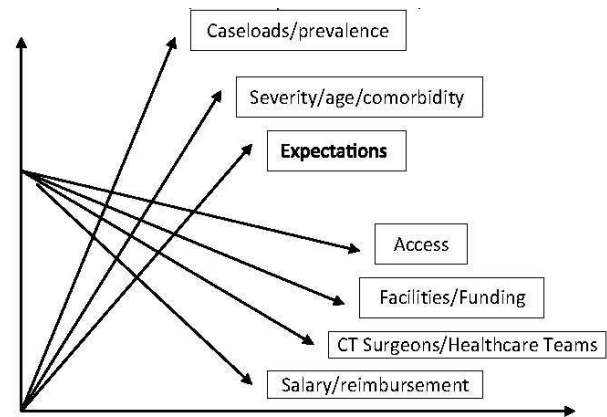 Caseloads/prevalence
Severity/age/comorbidity
Expectations
Access
Facilities/Funding
CT Surgeons/Healthcare Teams
Salary/reimbursement